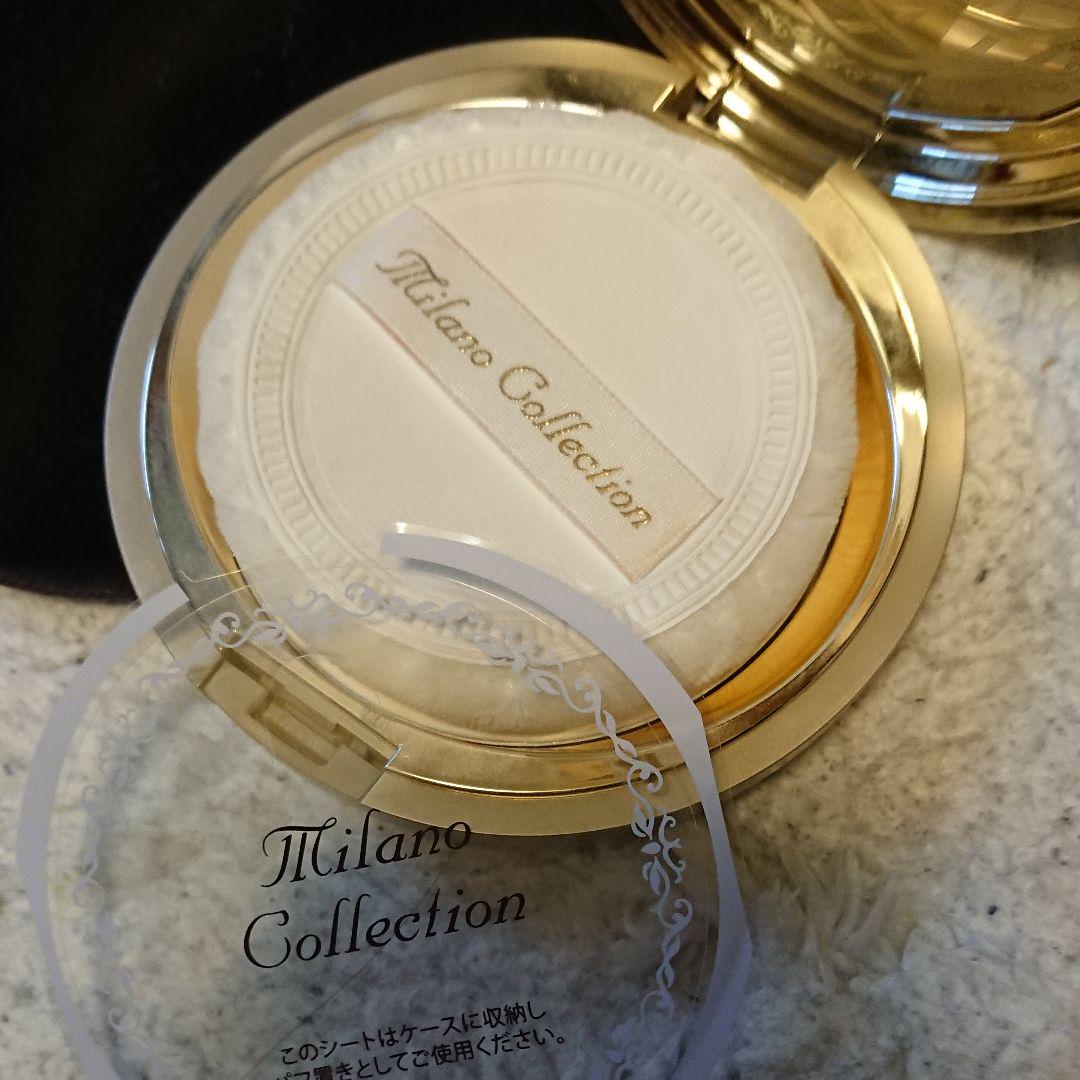 Milano Collection
Milano
Collection
このシートはケースに収納し
パフ置きとしてご使用ください。